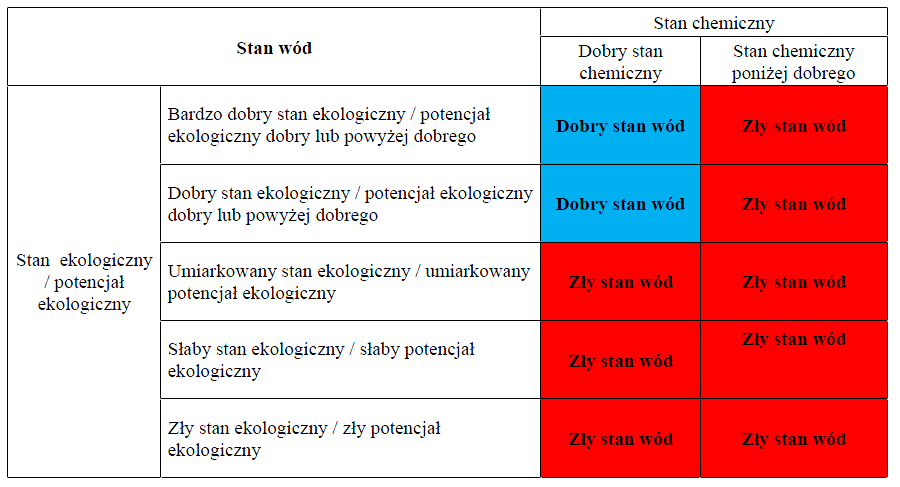 Stan wód
Stan chemiczny
Dobry stan
chemiczny
Stan chemiczny
poniżej dobrego
Stan ekologiczny
/ potencjał
ekologiczny
Bardzo dobry stan ekologiczny / potencjał
ekologiczny dobry lub powyżej dobrego
Dobry stan wód
Zły stan wód
Dobry stan ekologiczny / potencjał ekologiczny
dobry lub powyżej dobrego
Dobry stan wód
Zły stan wód
Umiarkowany stan ekologiczny / umiarkowany
potencjał ekologiczny
Zły stan wód
Zły stan wód
Słaby stan ekologiczny / słaby potencjał
ekologiczny
Zły stan wód
Zły stan wód
Zły stan ekologiczny / zły potencjał
ekologiczny
Zły stan wód
Zły stan wód